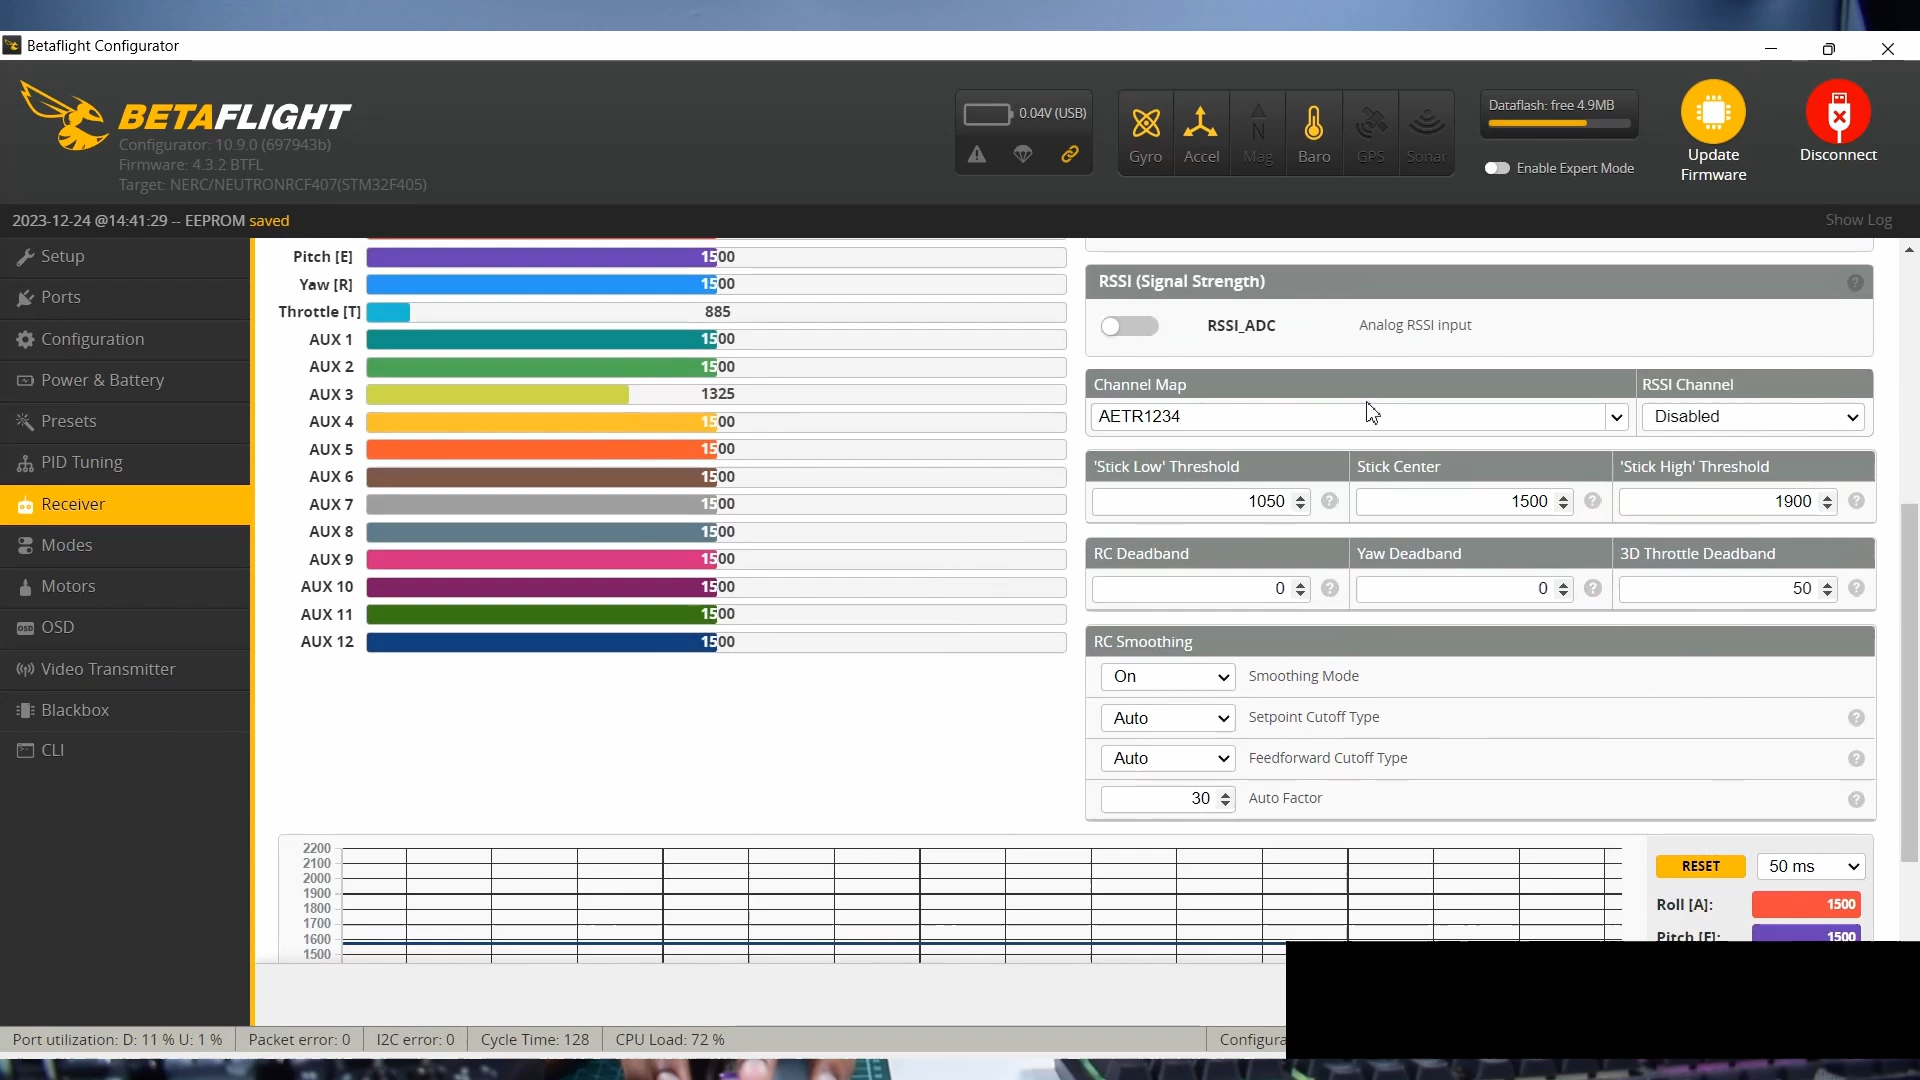 Betaflight Configurator
BETAFLIGHT
Configurator: 10.9.0 (697943b)
Firmware: 4.3.2 BTFL
Target: NERC/NEUTRONRCF407(STM32F405)
0.04V (USB)
Gyro
Accel
Mag
Baro
GPS
Sonar
Dataflash: free 4.9MB
Enable Expert Mode
Update
Firmware
Disconnect
2023-12-24 @14:41:29 -- EEPROM saved
Show Log
Setup
Ports
Configuration
Power & Battery
Presets
PID Tuning
Receiver
Modes
Motors
OSD
Video Transmitter
Blackbox
CLI
Pitch [E] 1500
Yaw [R] 1500
Throttle [T] 885
AUX 1 1500
AUX 2 1500
AUX 3 1325
AUX 4 1500
AUX 5 1500
AUX 6 1500
AUX 7 1500
AUX 8 1500
AUX 9 1500
AUX 10 1500
AUX 11 1500
AUX 12 1500
RSSI (Signal Strength)
RSSI_ADC Analog RSSI input
Channel Map RSSI Channel
AETR1234 Disabled
'Stick Low' Threshold Stick Center 'Stick High' Threshold
1050 1500 1900
RC Deadband Yaw Deadband 3D Throttle Deadband
0 0 50
RC Smoothing
On Smoothing Mode
Auto Setpoint Cutoff Type
Auto Feedforward Cutoff Type
30 Auto Factor
2200
2100
2000
1900
1800
1700
1600
1500
RESET 50 ms
Roll [A]: 1500
Pitch [E]: 1500
Port utilization: D: 11 % U: 1 % Packet error: 0 I2C error: 0 Cycle Time: 128 CPU Load: 72 % Configura